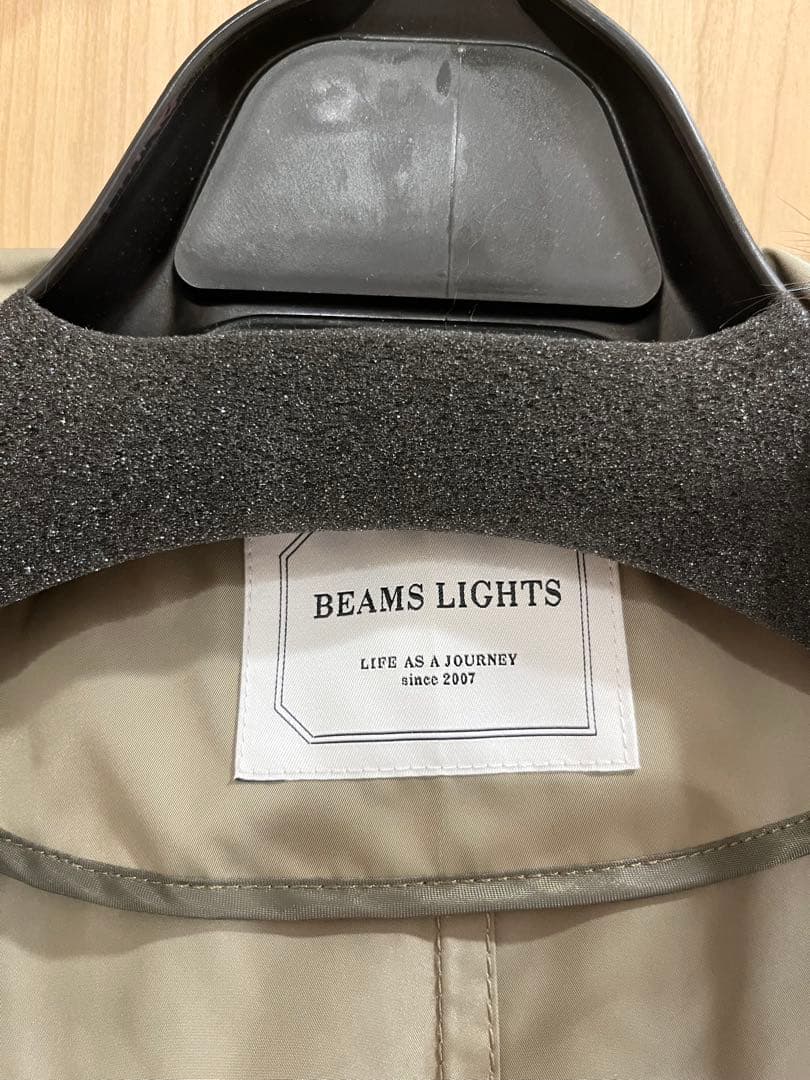 BEAMS LIGHTS
LIFE AS A JOURNEY
since 2007